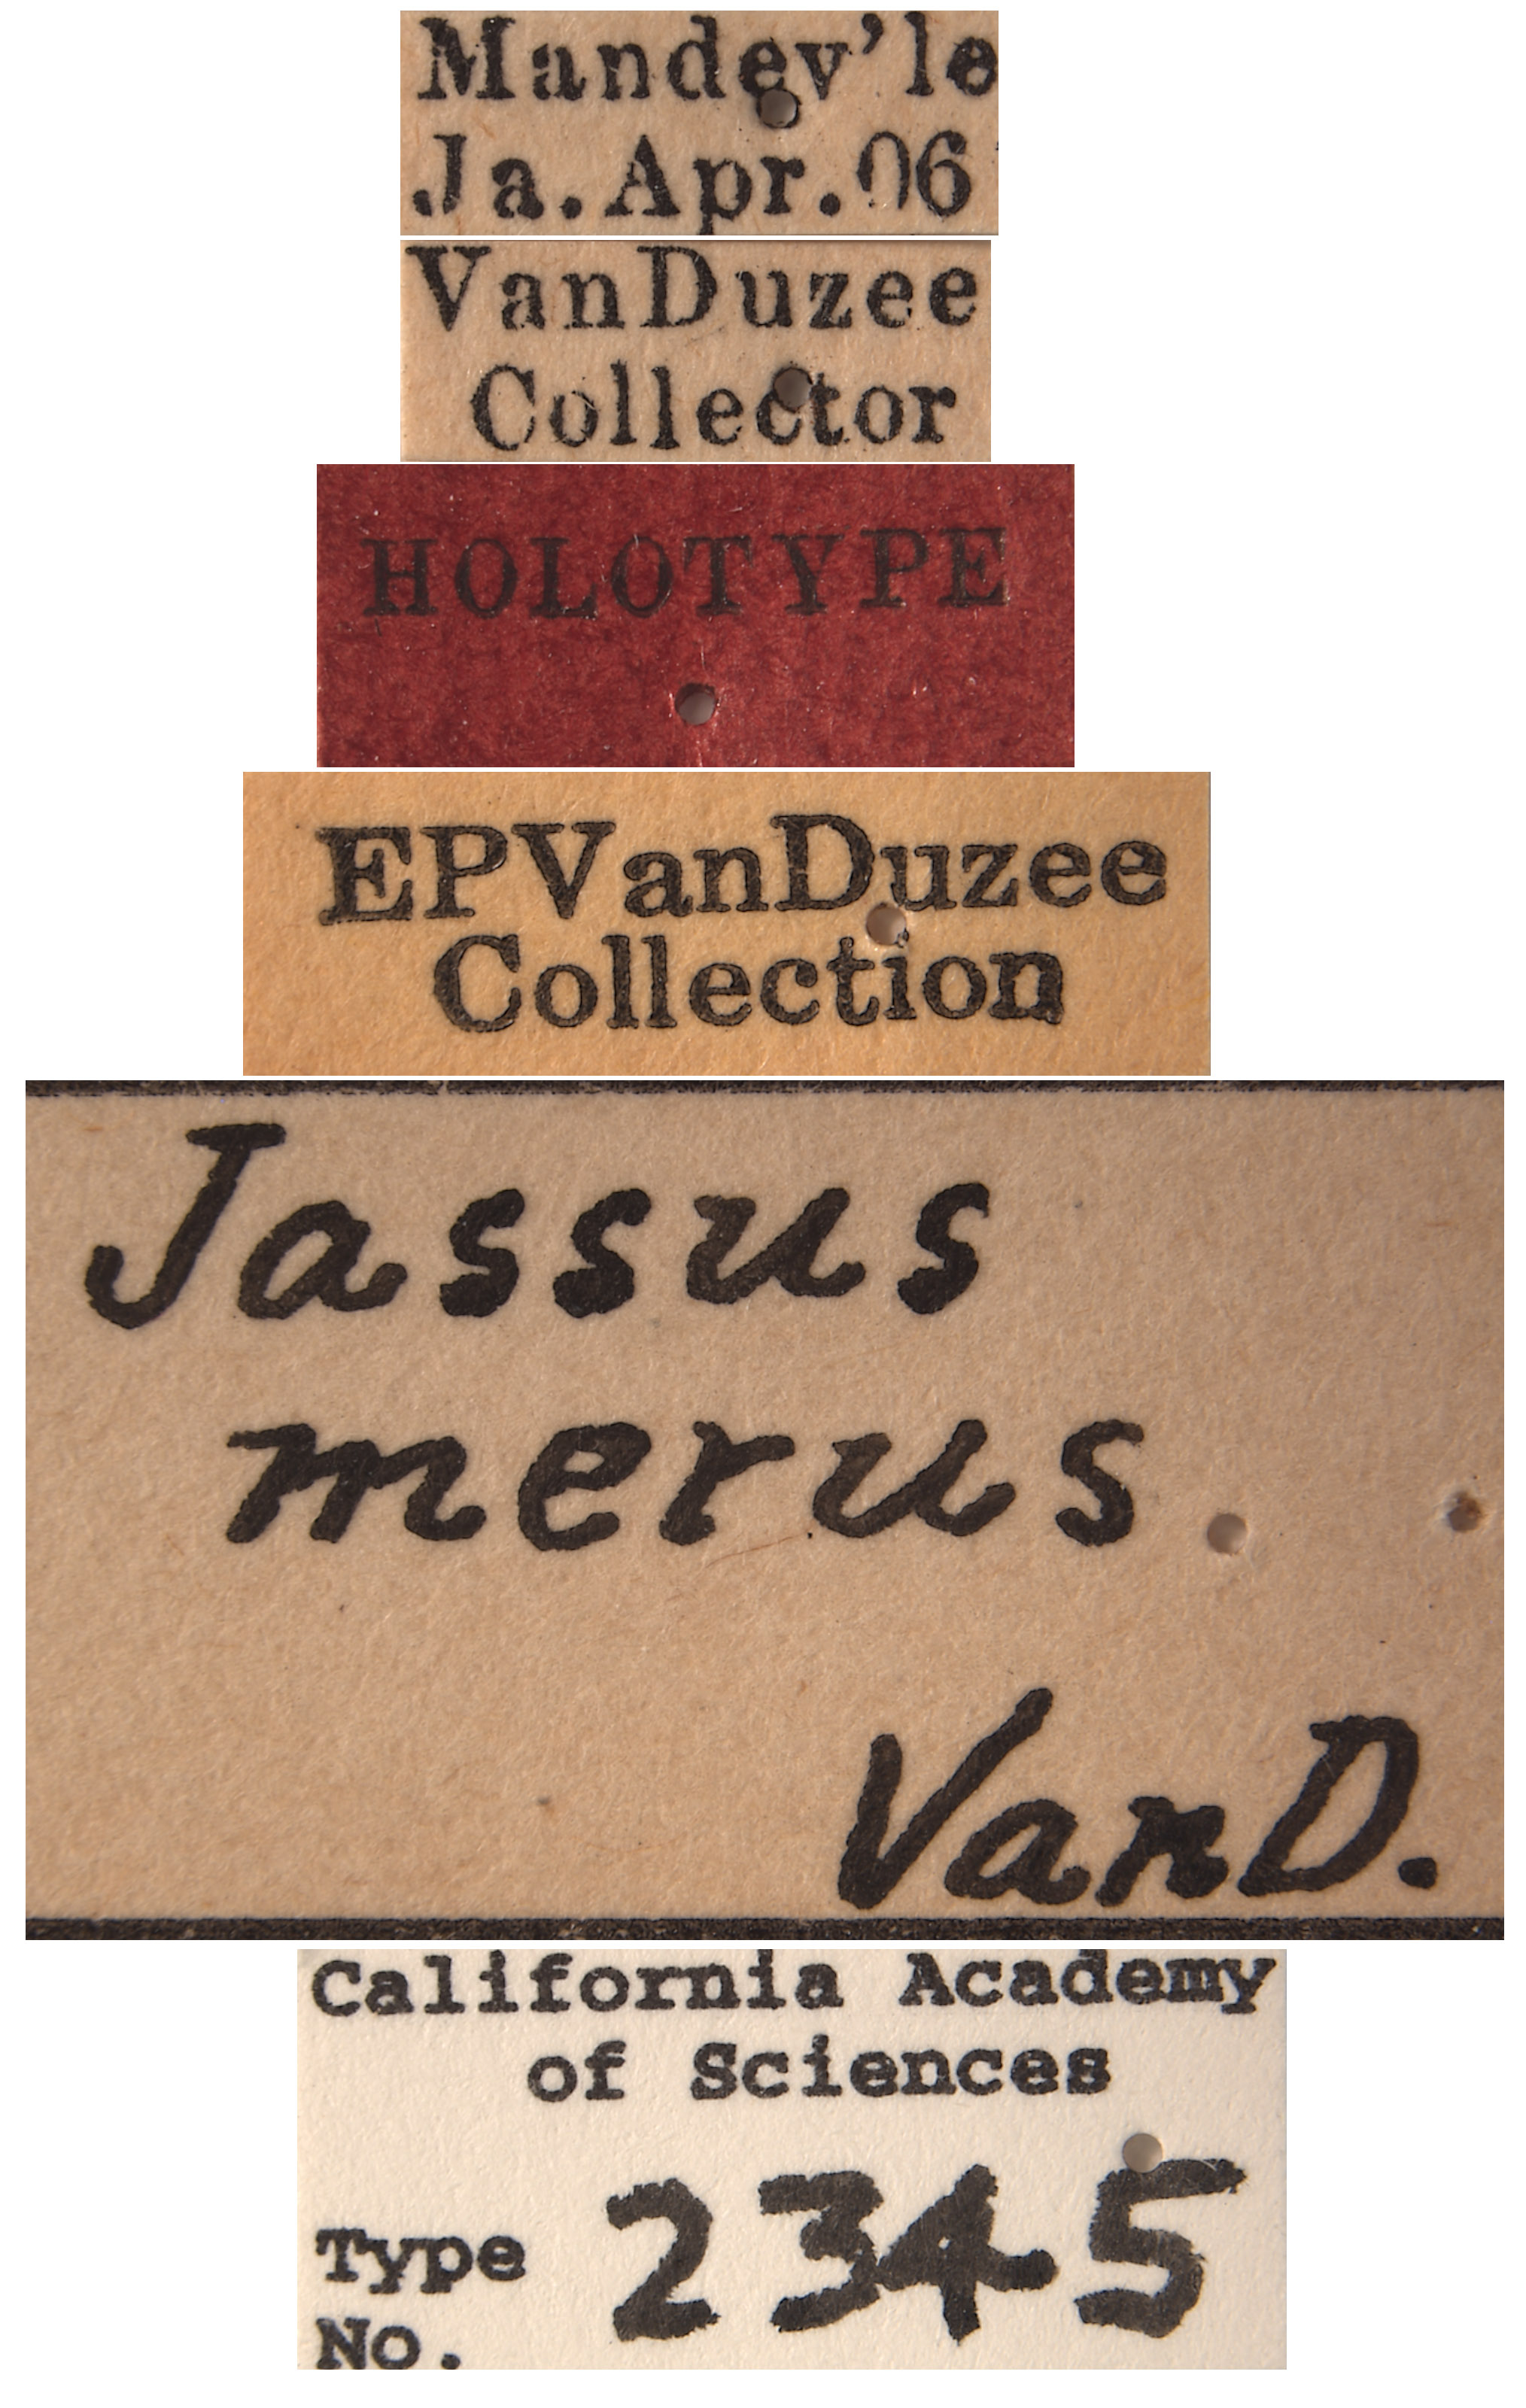 Mandev'le
Ja. Apr. 06
VanDuzee
Collector
HOLOTYPE
EPVanDuzee
Collection
Jassus
merus.
VanD.
California Academy
of Sciences
Type
No. 2345